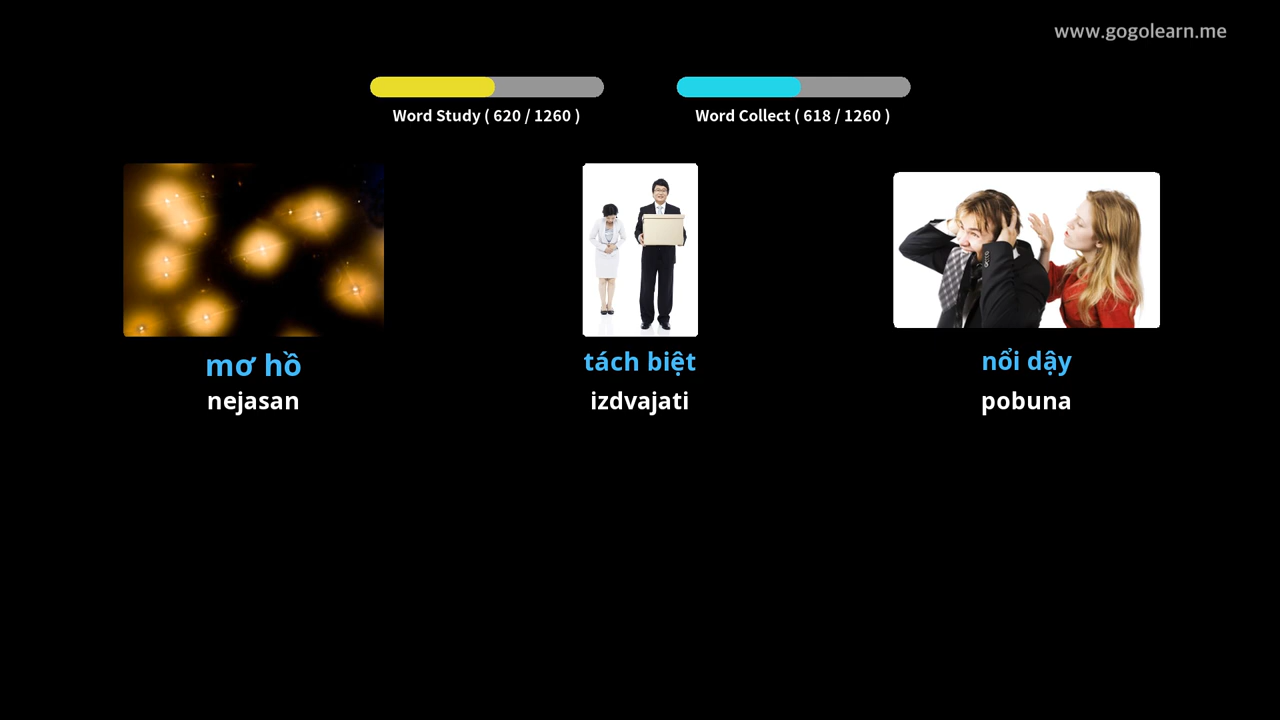 www.gogolearn.me
Word Study ( 620 / 1260 )
Word Collect ( 618 / 1260 )
mơ hồ
nejasan
tách biệt
izdvajati
nổi dậy
pobuna